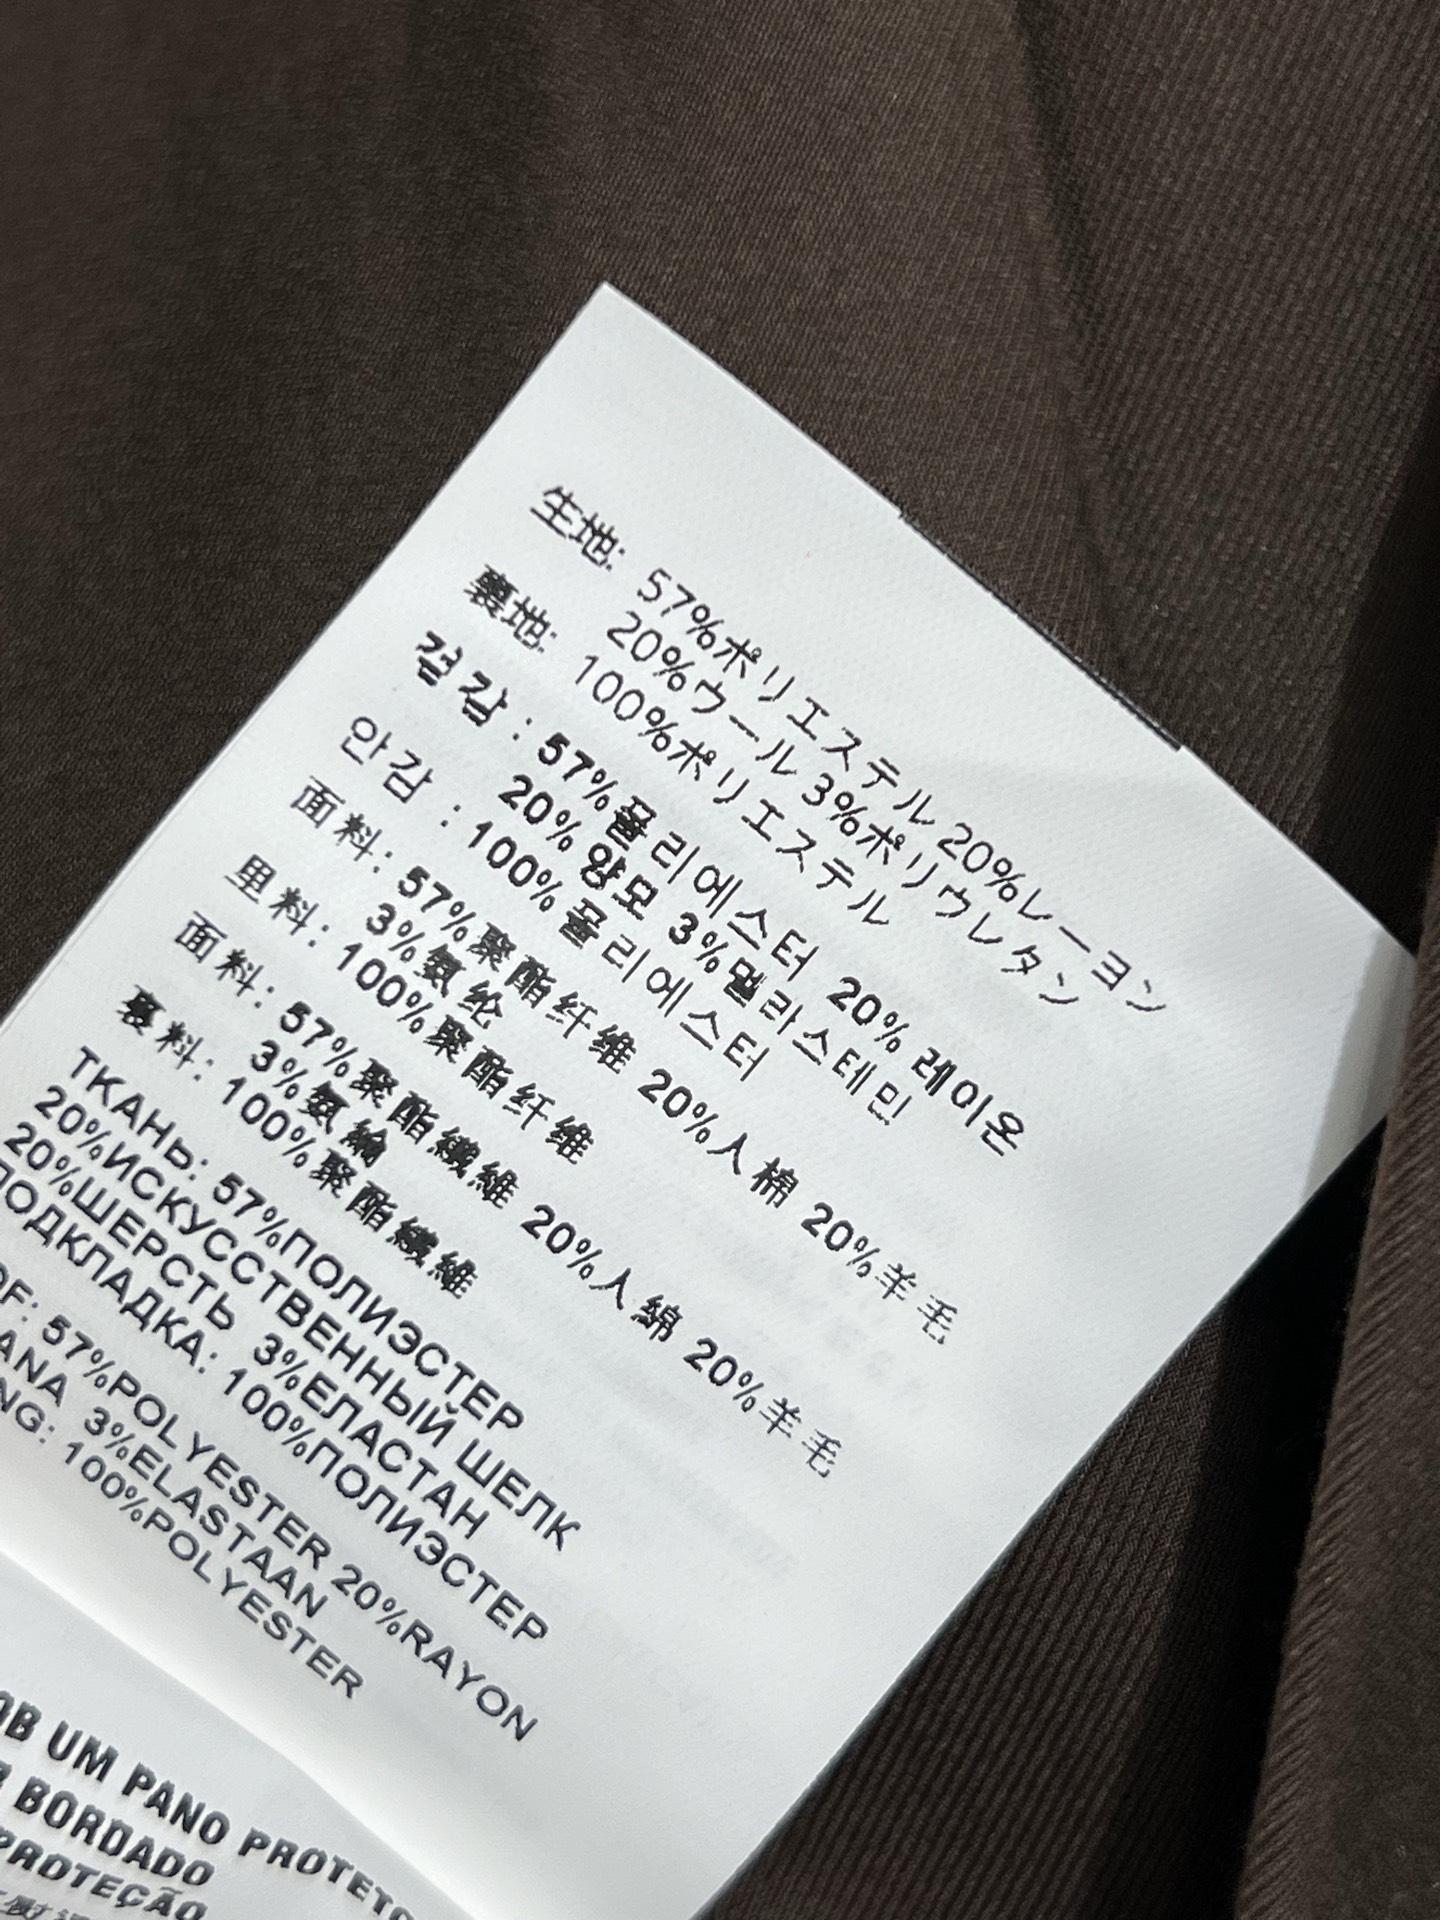 生地: 57%ポリエステル 20%レーヨン
20%ウール 3%ポリウレタン
裏地: 100%ポリエステル
겉감 : 57%폴리에스터 20% 레이온
20% 양모 3%엘라스테인
안감 : 100%폴리에스터
面料: 57%聚酯纤维 20%人棉 20%羊毛
3%氨纶
里料: 100%聚酯纤维
面料: 57%聚酯纖維 20%人綿 20%羊毛
3%氨綸
裏料: 100%聚酯纖維
ТКАНЬ: 57%ПОЛИЭСТЕР
20%ИСКУССТВЕННЫЙ ШЕЛК
20%ШЕРСТЬ 3%ЕЛАСТАН
ПОДКЛАДКА: 100%ПОЛИЭСТЕР
57%POLYESTER 20%RAYON
3%ELASTAAN
100%POLYESTER
UM PANO
BORDADO